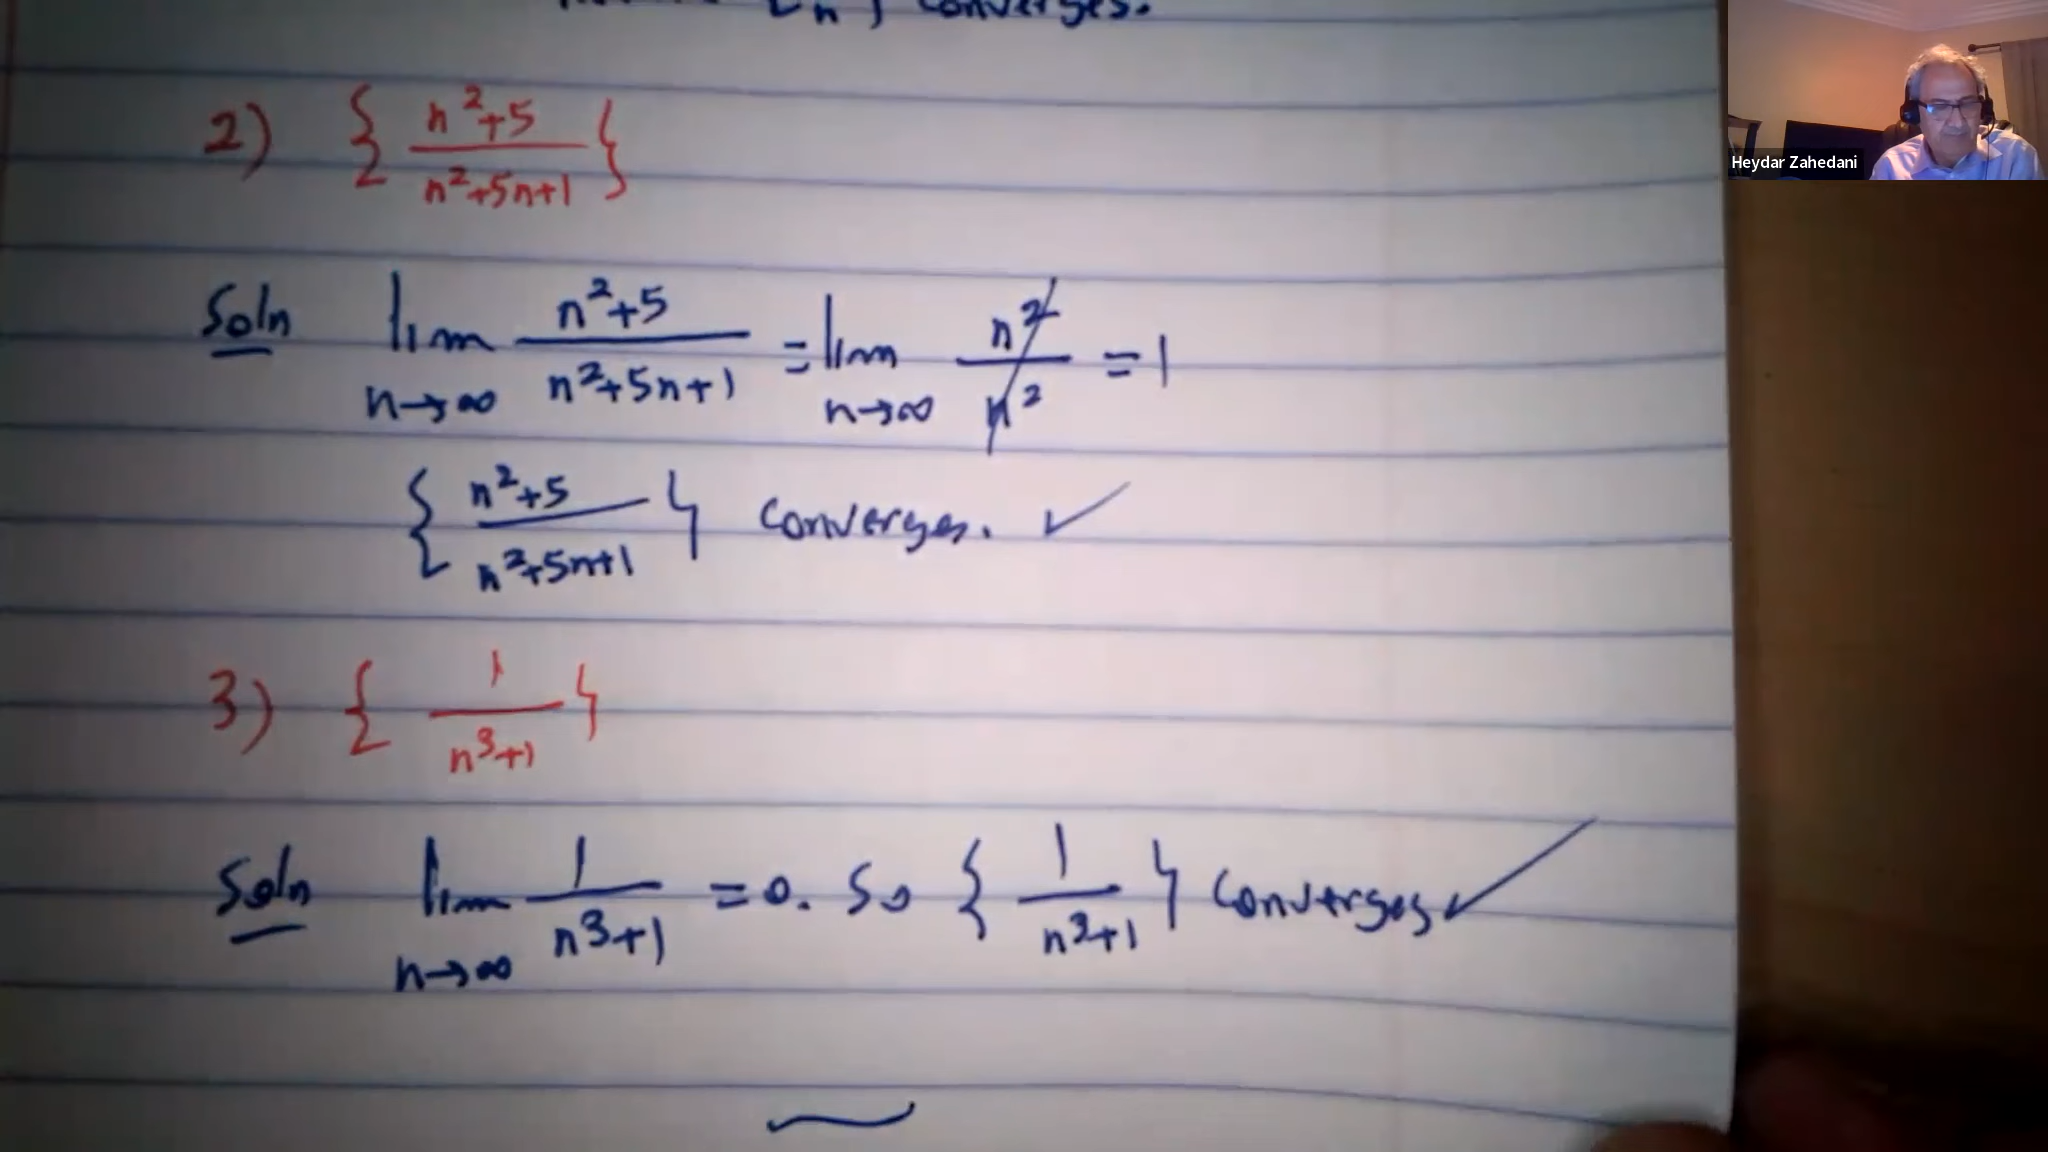 {n} converges.
2) { n²+5 / n²+5n+1 }
Soln lim n→∞ n²+5 / n²+5n+1 = lim n→∞ n² / n² = 1
{ n²+5 / n²+5n+1 } converges. ✓
3) { 1 / n³+1 }
Soln lim n→∞ 1 / n³+1 = 0. So { 1 / n³+1 } Converges ✓
Heydar Zahedani